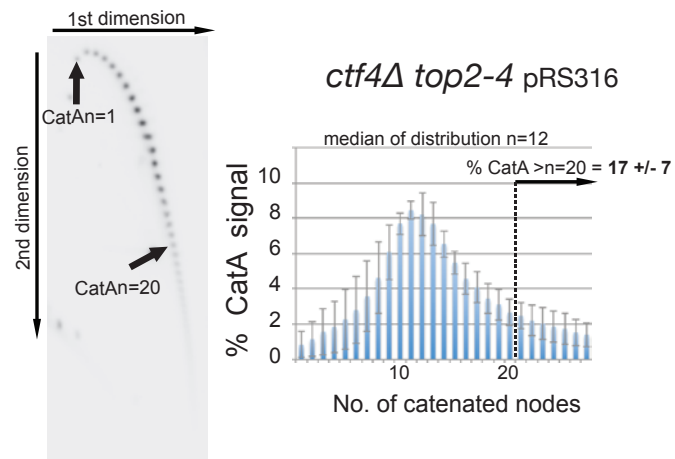 1st dimension
2nd dimension
CatAn=1
CatAn=20
ctf4Δ top2-4 pRS316
median of distribution n=12
% CatA >n=20 = 17 +/- 7
% CatA signal
10
8
6
4
2
0
10
20
No. of catenated nodes